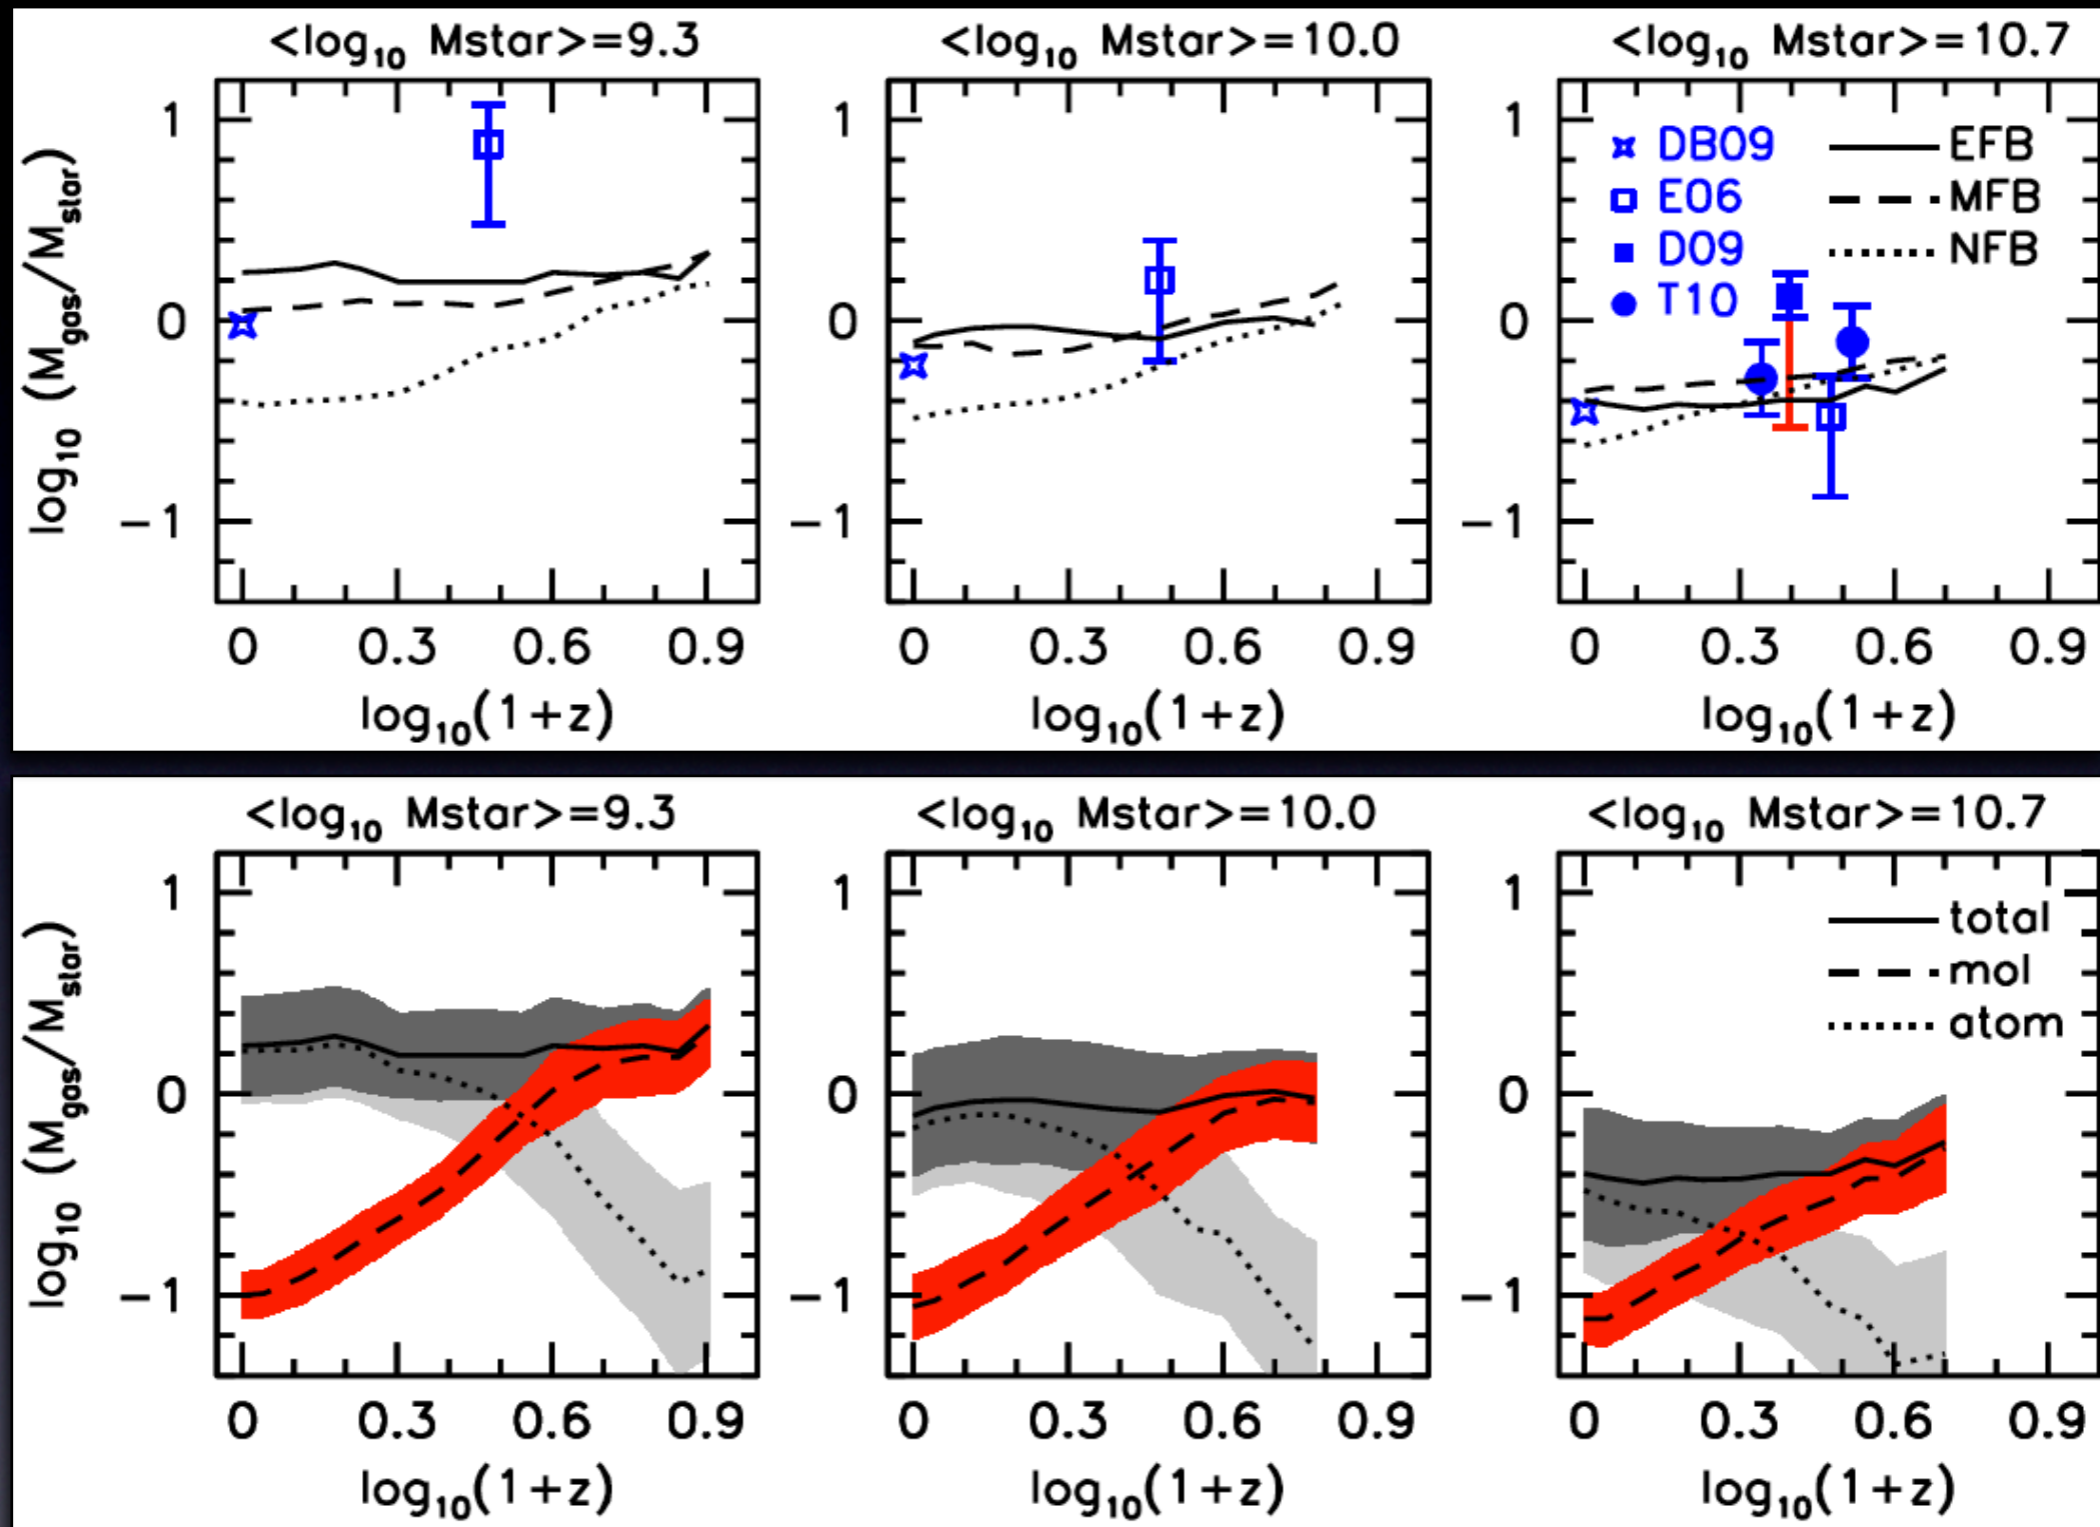 <log₁₀ Mstar>=9.3
<log₁₀ Mstar>=10.0
<log₁₀ Mstar>=10.7
log₁₀ (M_gas/M_star)
1
0
−1
0 0.3 0.6 0.9
log₁₀(1+z)
1
0
−1
0 0.3 0.6 0.9
log₁₀(1+z)
1
0
−1
DB09
E06
D09
T10
EFB
MFB
NFB
0 0.3 0.6 0.9
log₁₀(1+z)
<log₁₀ Mstar>=9.3
<log₁₀ Mstar>=10.0
<log₁₀ Mstar>=10.7
log₁₀ (M_gas/M_star)
1
0
−1
0 0.3 0.6 0.9
log₁₀(1+z)
1
0
−1
0 0.3 0.6 0.9
log₁₀(1+z)
1
0
−1
total
mol
atom
0 0.3 0.6 0.9
log₁₀(1+z)